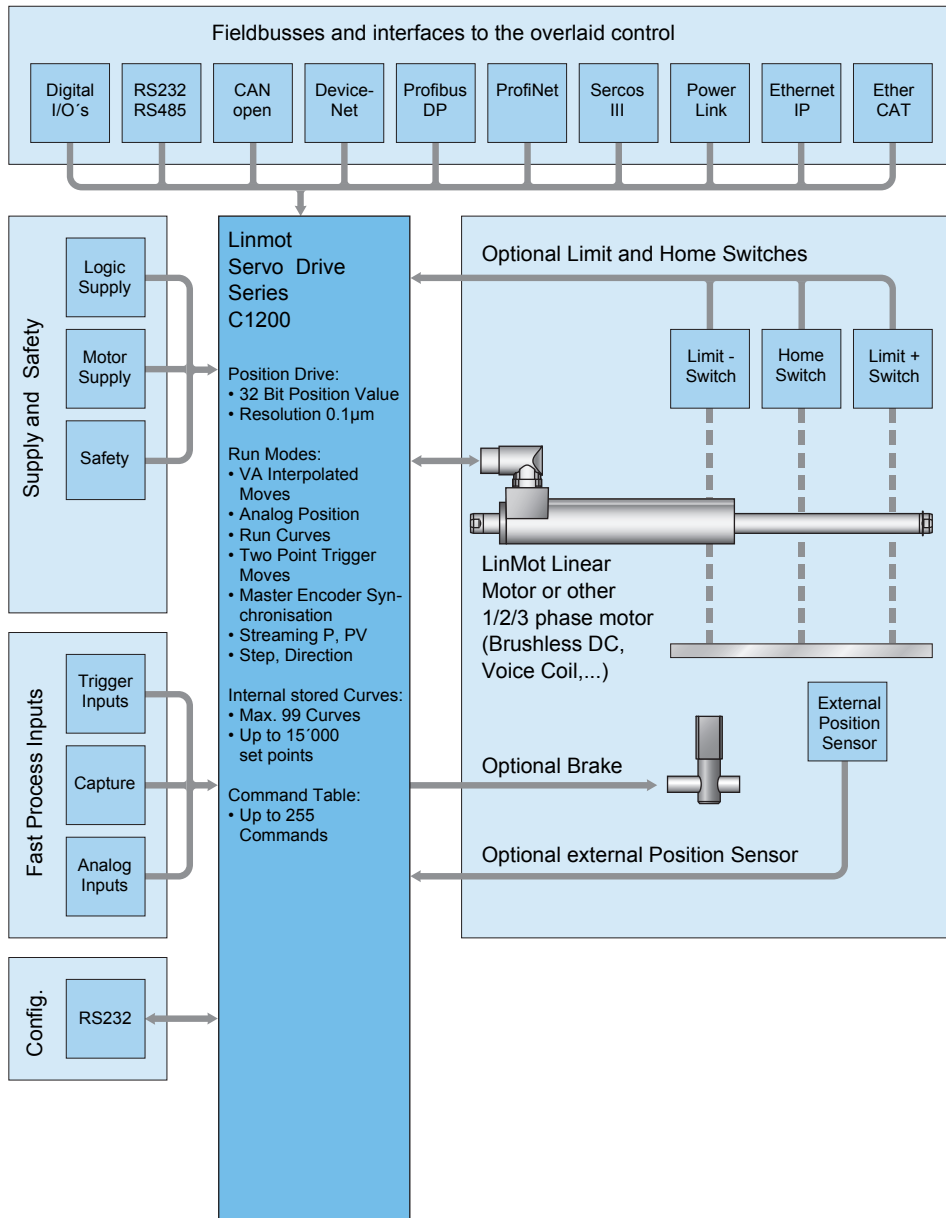 Fieldbusses and interfaces to the overlaid control
Digital
I/O´s
RS232
RS485
CAN
open
Device-
Net
Profibus
DP
ProfiNet
Sercos
III
Power
Link
Ethernet
IP
Ether
CAT
Supply and Safety
Logic
Supply
Motor
Supply
Safety
Fast Process Inputs
Trigger
Inputs
Capture
Analog
Inputs
Config.
RS232
Linmot
Servo Drive
Series
C1200
Position Drive:
• 32 Bit Position Value
• Resolution 0.1µm
Run Modes:
• VA Interpolated
Moves
• Analog Position
• Run Curves
• Two Point Trigger
Moves
• Master Encoder Syn-
chronisation
• Streaming P, PV
• Step, Direction
Internal stored Curves:
• Max. 99 Curves
• Up to 15´000
set points
Command Table:
• Up to 255
Commands
Optional Limit and Home Switches
Limit -
Switch
Home
Switch
Limit +
Switch
LinMot Linear
Motor or other
1/2/3 phase motor
(Brushless DC,
Voice Coil,...)
External
Position
Sensor
Optional Brake
Optional external Position Sensor